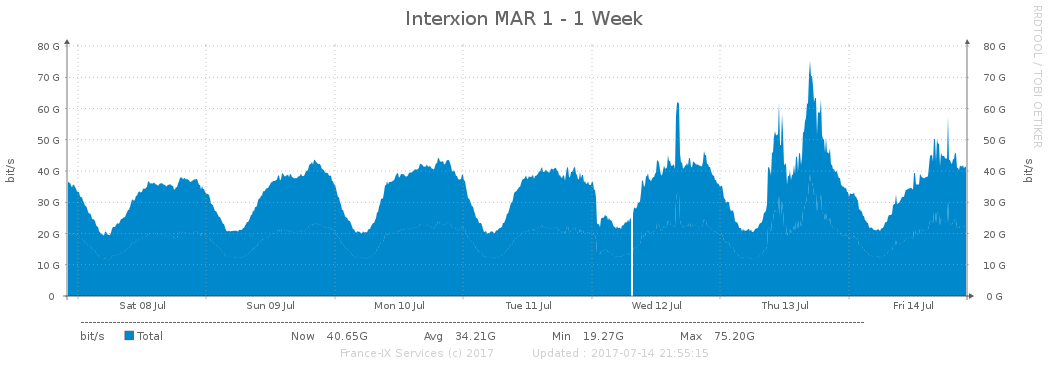 Interxion MAR 1 - 1 Week
RRDTOOL / TOBI OETIKER
bit/s
80 G 80 G
70 G 70 G
60 G 60 G
50 G 50 G
40 G 40 G
30 G 30 G
20 G 20 G
10 G 10 G
0 0 G
bit/s
Sat 08 Jul Sun 09 Jul Mon 10 Jul Tue 11 Jul Wed 12 Jul Thu 13 Jul Fri 14 Jul
bit/s Total Now 40.65G Avg 34.21G Min 19.27G Max 75.20G
France-IX Services (c) 2017 Updated : 2017-07-14 21:55:15